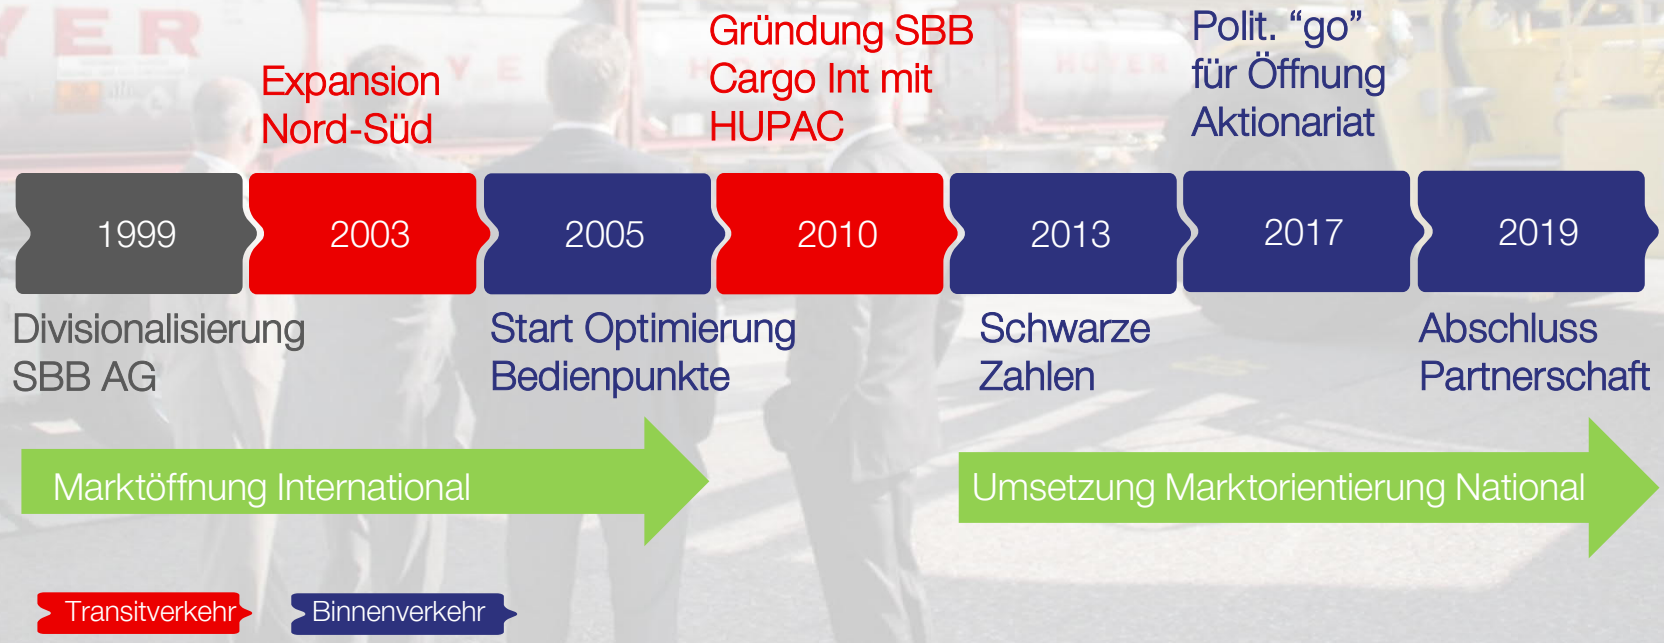 Gründung SBB
Cargo Int mit
HUPAC
Polit. “go”
für Öffnung
Aktionariat
Expansion
Nord-Süd
1999
2003
2005
2010
2013
2017
2019
Divisionalisierung
SBB AG
Start Optimierung
Bedienpunkte
Schwarze
Zahlen
Abschluss
Partnerschaft
Marktöffnung International
Umsetzung Marktorientierung National
Transitverkehr
Binnenverkehr
HOYER